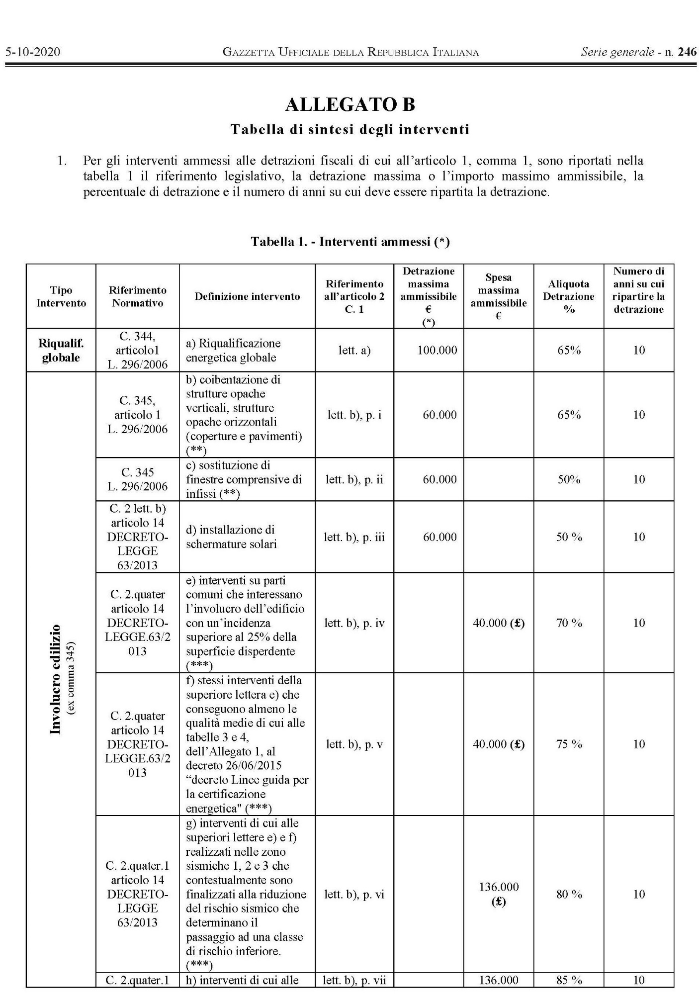 5-10-2020 GAZZETTA UFFICIALE DELLA REPUBBLICA ITALIANA Serie generale - n. 246
ALLEGATO B
Tabella di sintesi degli interventi
1. Per gli interventi ammessi alle detrazioni fiscali di cui all’articolo 1, comma 1, sono riportati nella
tabella 1 il riferimento legislativo, la detrazione massima o l’importo massimo ammissibile, la
percentuale di detrazione e il numero di anni su cui deve essere ripartita la detrazione.
Tabella 1. - Interventi ammessi (*)
Tipo
Intervento
Riferimento
Normativo
Definizione intervento
Riferimento
all’articolo 2
C. 1
Detrazione
massima
ammissibile
€
(*)
Spesa
massima
ammissibile
€
Aliquota
Detrazione
%
Numero di
anni su cui
ripartire la
detrazione
Riqualif.
globale
C. 344,
articolo1
L. 296/2006
a) Riqualificazione
energetica globale
lett. a)
100.000
65%
10
Involucro edilizio
(ex comma 345)
C. 345,
articolo 1
L. 296/2006
b) coibentazione di
strutture opache
verticali, strutture
opache orizzontali
(coperture e pavimenti)
(**)
lett. b), p. i
60.000
65%
10
C. 345
L. 296/2006
c) sostituzione di
finestre comprensive di
infissi (**)
lett. b), p. ii
60.000
50%
10
C. 2 lett. b)
articolo 14
DECRETO-
LEGGE
63/2013
d) installazione di
schermature solari
lett. b), p. iii
60.000
50 %
10
C. 2.quater
articolo 14
DECRETO-
LEGGE.63/2
013
e) interventi su parti
comuni che interessano
l’involucro dell’edificio
con un’incidenza
superiore al 25% della
superficie disperdente
(***)
lett. b), p. iv
40.000 (£)
70 %
10
C. 2.quater
articolo 14
DECRETO-
LEGGE.63/2
013
f) stessi interventi della
superiore lettera e) che
conseguono almeno le
qualità medie di cui alle
tabelle 3 e 4,
dell’Allegato 1, al
decreto 26/06/2015
“decreto Linee guida per
la certificazione
energetica" (***)
lett. b), p. v
40.000 (£)
75 %
10
C. 2.quater.1
articolo 14
DECRETO-
LEGGE
63/2013
g) interventi di cui alle
superiori lettere e) e f)
realizzati nelle zono
sismiche 1, 2 e 3 che
contestualmente sono
finalizzati alla riduzione
del rischio sismico che
determinano il
passaggio ad una classe
di rischio inferiore.
(***)
lett. b), p. vi
136.000
(£)
80 %
10
C. 2.quater.1
h) interventi di cui alle
lett. b), p. vii
136.000
85 %
10